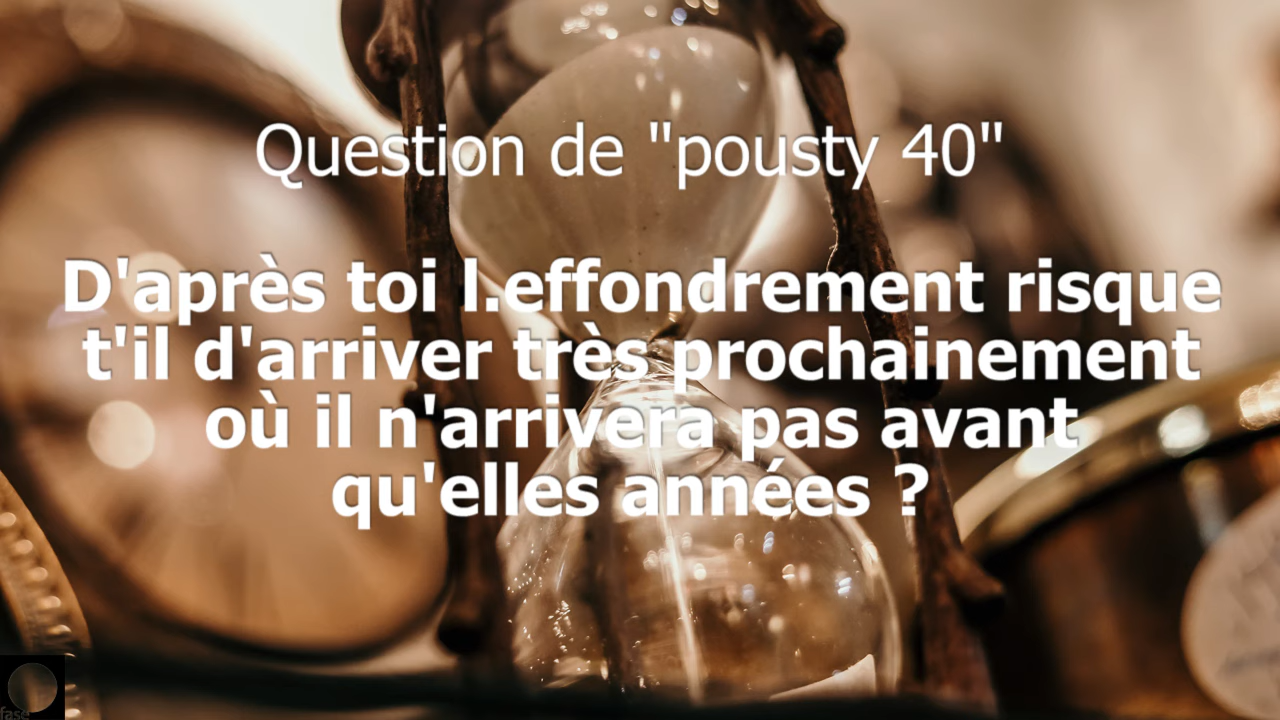 Question de "pousty 40"
D'après toi l.effondrement risque
t'il d'arriver très prochainement
où il n'arrivera pas avant
qu'elles années ?
fase